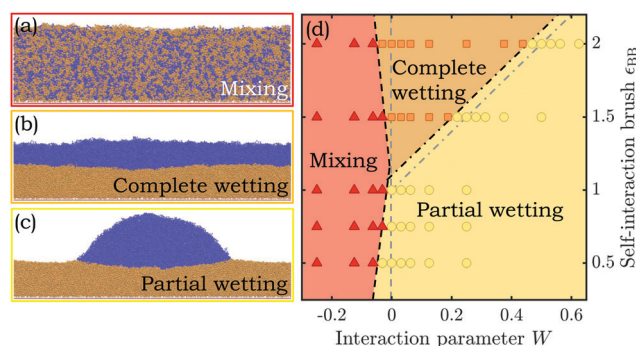 (a)
Mixing
(b)
Complete wetting
(c)
Partial wetting
(d)
Complete
wetting
Mixing
Partial wetting
2
1.5
1
0.5
Self-interaction brush ϵBB
-0.2
0
0.2
0.4
0.6
Interaction parameter W